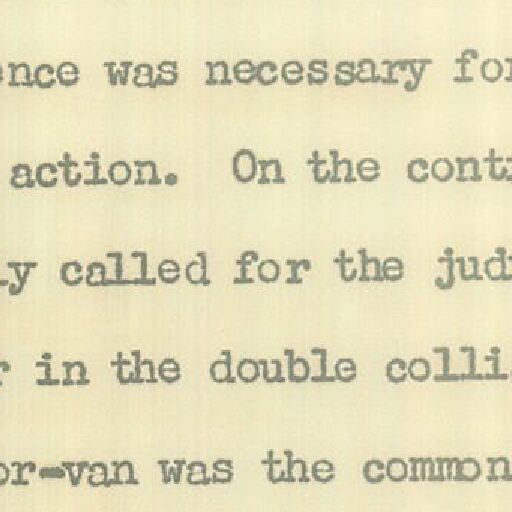 ence was necessary for
action.  On the cont
ly called for the jud
r in the double colli
or-van was the common